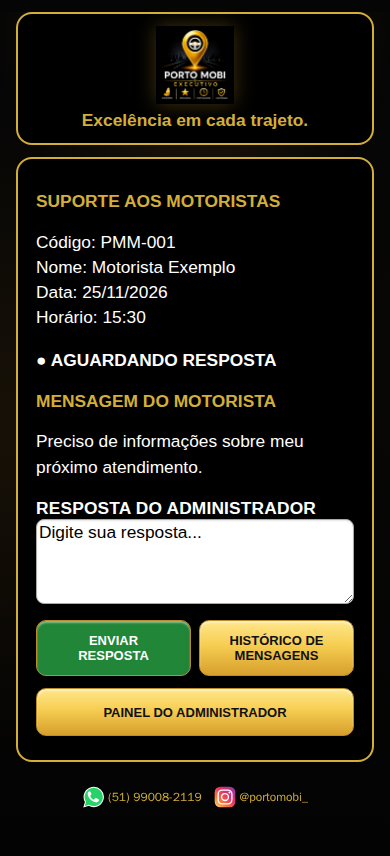 PORTO MOBI
EXECUTIVO
Excelência em cada trajeto.
SUPORTE AOS MOTORISTAS
Código: PMM-001
Nome: Motorista Exemplo
Data: 25/11/2026
Horário: 15:30
● AGUARDANDO RESPOSTA
MENSAGEM DO MOTORISTA
Preciso de informações sobre meu
próximo atendimento.
RESPOSTA DO ADMINISTRADOR
Digite sua resposta...
ENVIAR
RESPOSTA
HISTÓRICO DE
MENSAGENS
PAINEL DO ADMINISTRADOR
(51) 99008-2119
@portomobi_